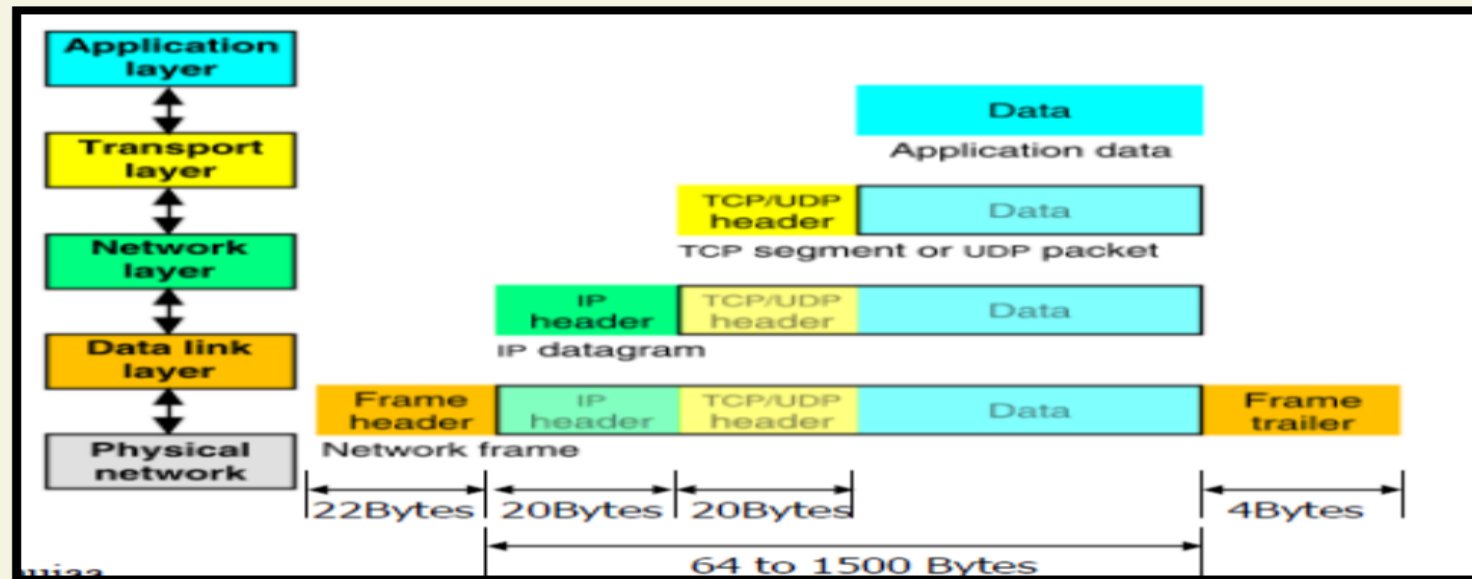 Application
layer
Data
Application data
Transport
layer
TCP/UDP
header
Data
TCP segment or UDP packet
Network
layer
IP
header
TCP/UDP
header
Data
IP datagram
Data link
layer
Frame
header
IP
header
TCP/UDP
header
Data
Frame
trailer
Network frame
Physical
network
22Bytes
20Bytes
20Bytes
4Bytes
64 to 1500 Bytes